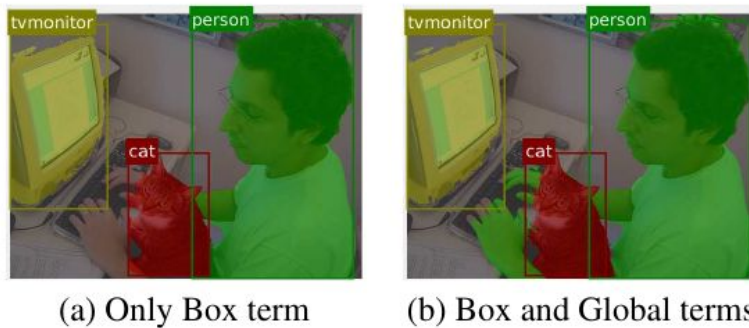 tvmonitor person tvmonitor person
cat cat
(a) Only Box term (b) Box and Global terms